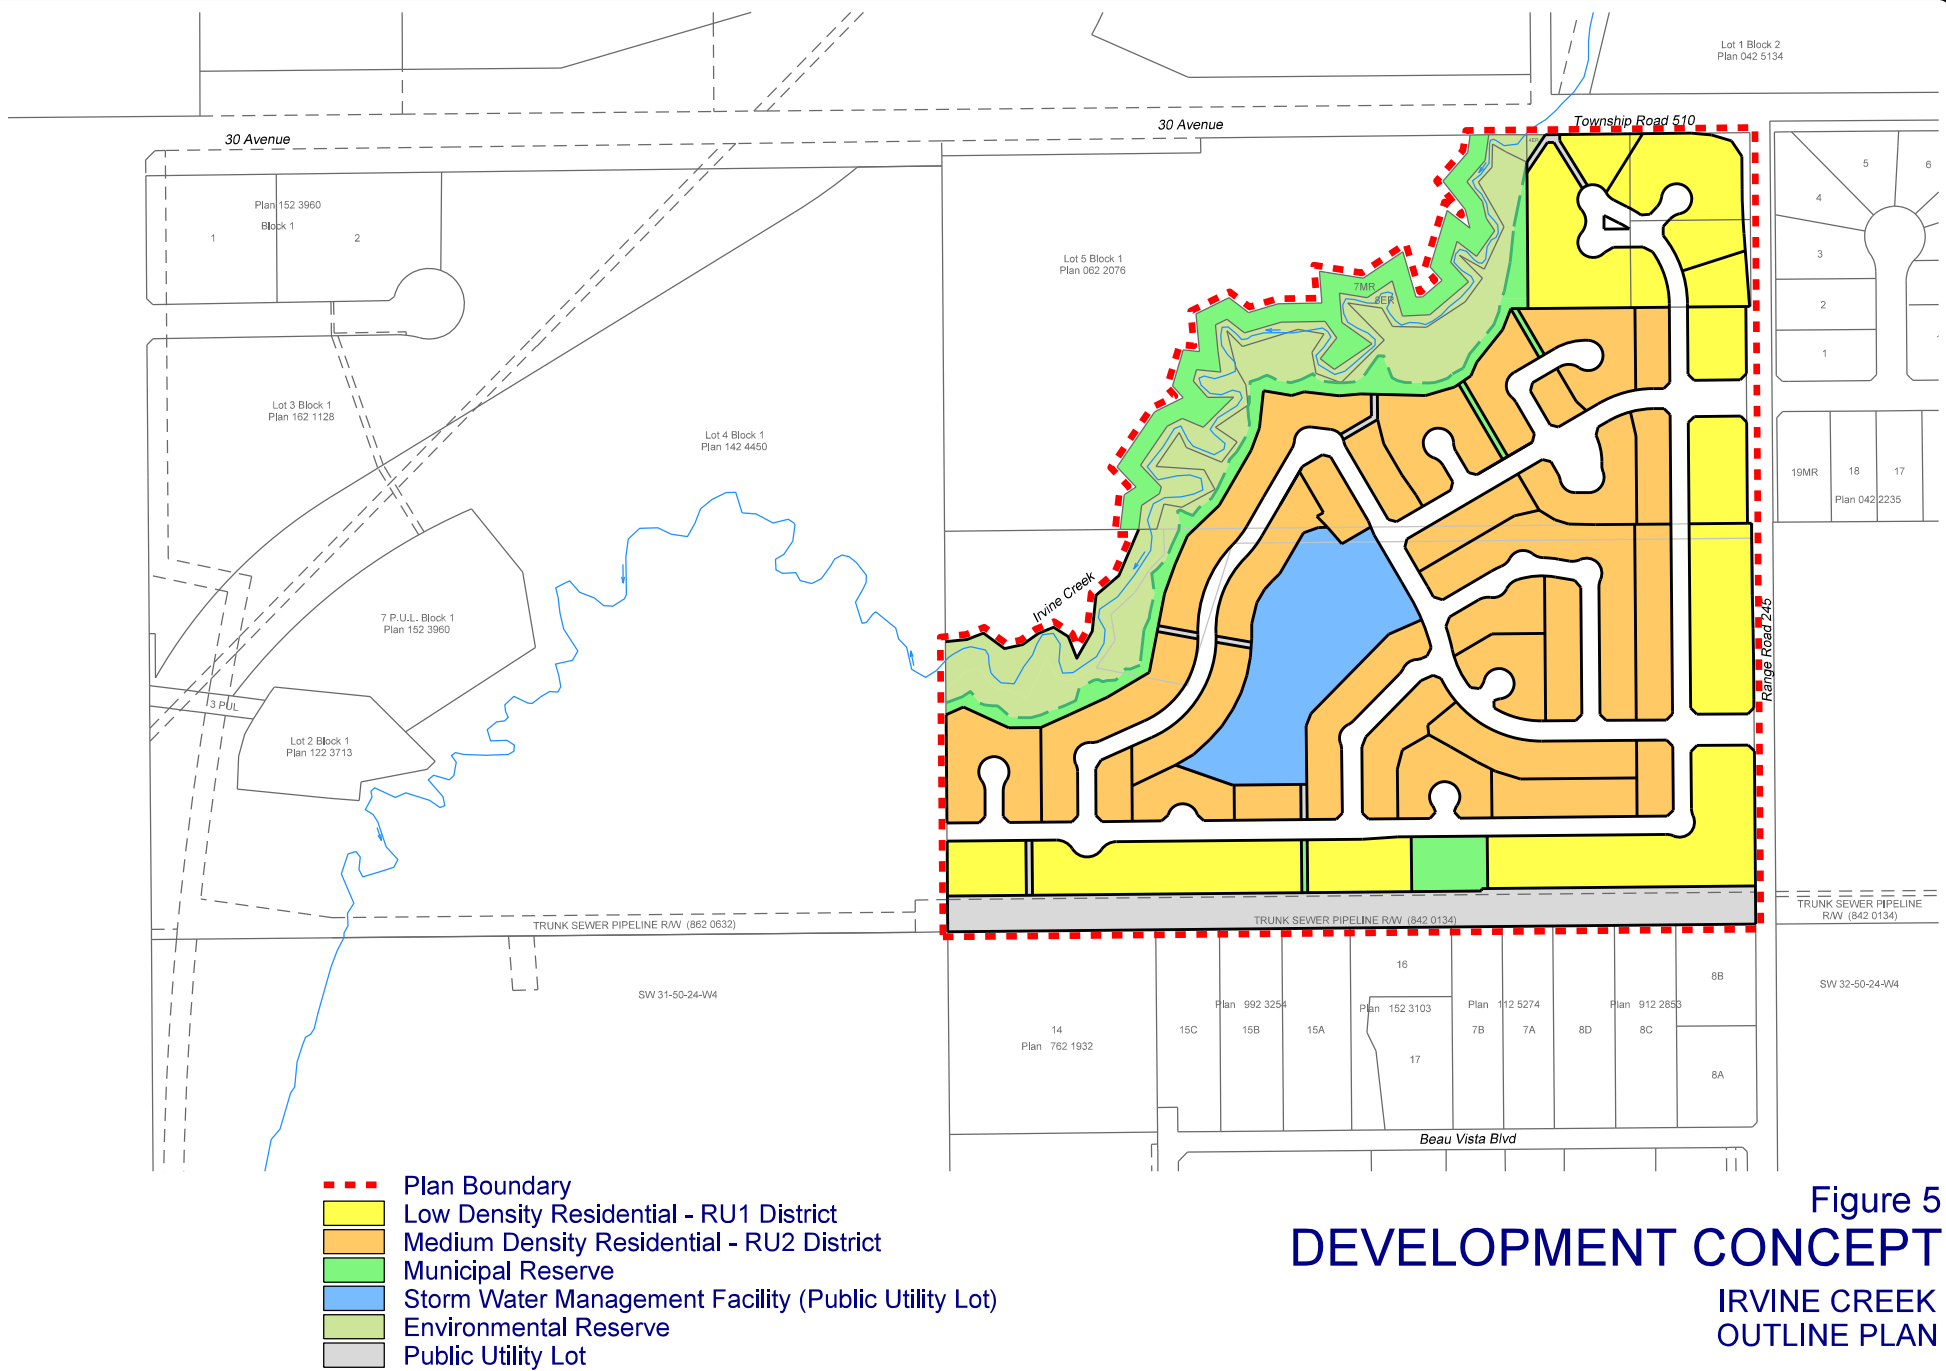 Lot 1 Block 2
Plan 042 5134
30 Avenue
30 Avenue
Township Road 510
Plan 152 3960
Block 1
1
2
Lot 5 Block 1
Plan 062 2076
7MR
8ER
5
6
4
3
2
1
Lot 3 Block 1
Plan 162 1128
Lot 4 Block 1
Plan 142 4450
19MR
18
17
Plan 042 2235
Irvine Creek
7 P.U.L. Block 1
Plan 152 3960
Range Road 245
3 PUL
Lot 2 Block 1
Plan 122 3713
TRUNK SEWER PIPELINE R/W (862 0632)
TRUNK SEWER PIPELINE R/W (842 0134)
TRUNK SEWER PIPELINE
R/W (842 0134)
SW 31-50-24-W4
SW 32-50-24-W4
14
Plan 762 1932
15C
Plan 992 3254
15B
15A
16
Plan 152 3103
17
Plan 112 5274
7B
7A
8D
Plan 912 2853
8C
8B
8A
Beau Vista Blvd
Plan Boundary
Low Density Residential - RU1 District
Medium Density Residential - RU2 District
Municipal Reserve
Storm Water Management Facility (Public Utility Lot)
Environmental Reserve
Public Utility Lot
Figure 5
DEVELOPMENT CONCEPT
IRVINE CREEK
OUTLINE PLAN